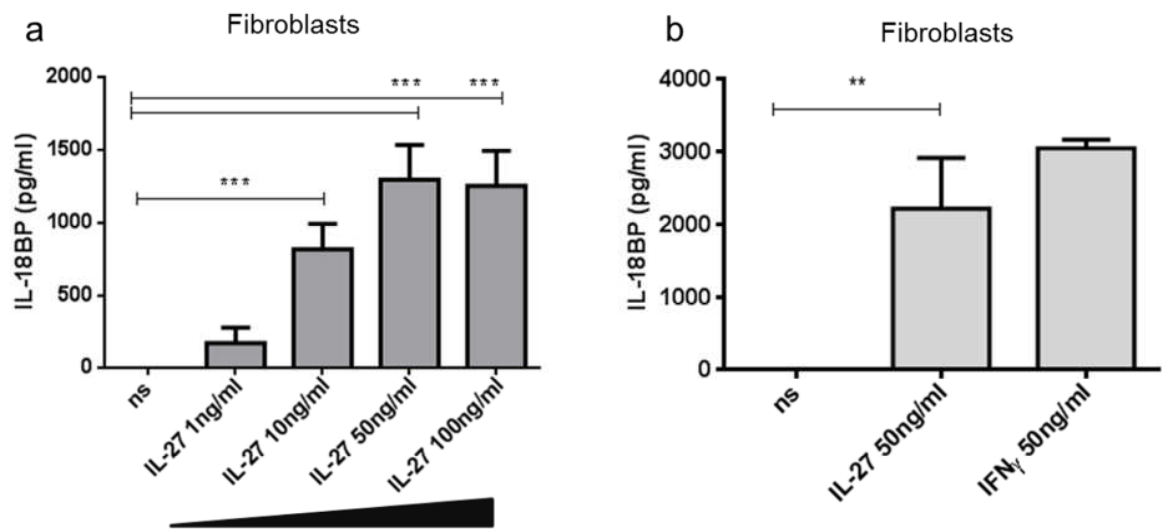 a
Fibroblasts
IL-18BP (pg/ml)
2000
1500
1000
500
0
***
***
***
ns
IL-27 1ng/ml
IL-27 10ng/ml
IL-27 50ng/ml
IL-27 100ng/ml
b
Fibroblasts
IL-18BP (pg/ml)
4000
3000
2000
1000
0
**
ns
IL-27 50ng/ml
IFNγ 50ng/ml